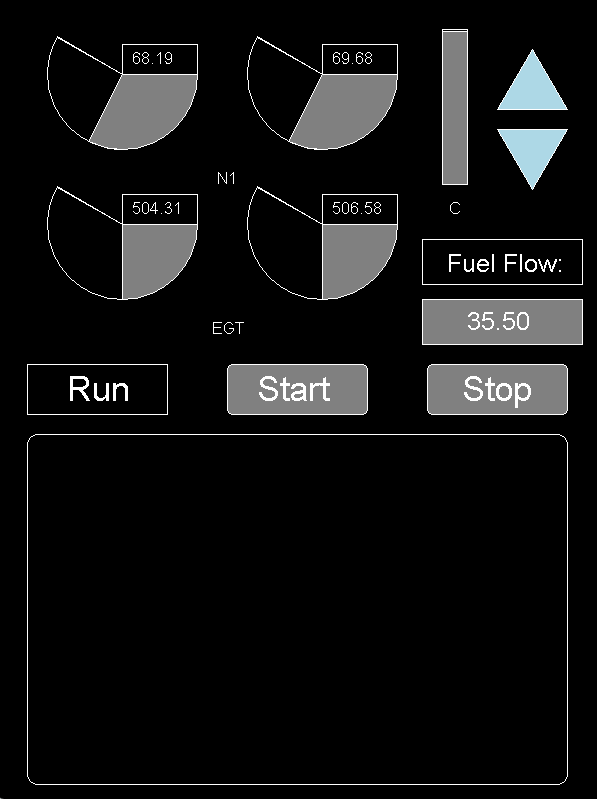 68.19
69.68
N1
504.31
506.58
C
EGT
Fuel Flow:
35.50
Run
Start
Stop